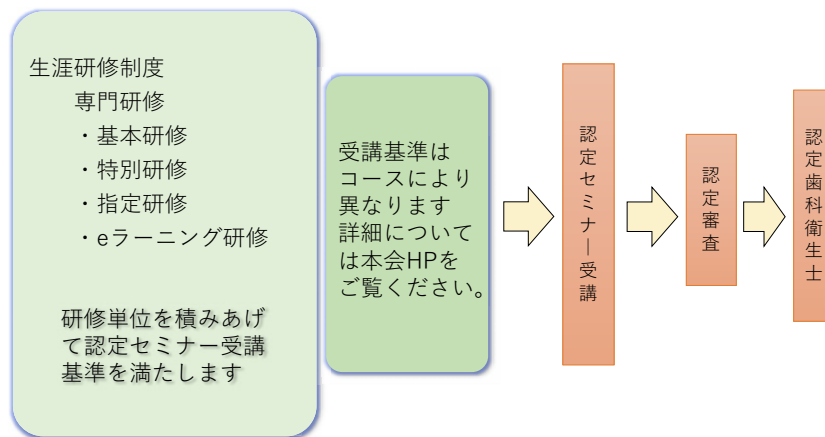 生涯研修制度
専門研修
・基本研修
・特別研修
・指定研修
・eラーニング研修
研修単位を積みあげ
て認定セミナー受講
基準を満たします
受講基準は
コースにより
異なります
詳細について
は本会HPを
ご覧ください。
認定セミナー受講
認定審査
認定歯科衛生士